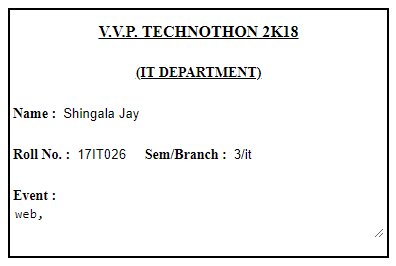 V.V.P. TECHNOTHON 2K18
(IT DEPARTMENT)
Name : Shingala Jay
Roll No. : 17IT026 Sem/Branch : 3/it
Event :
web,